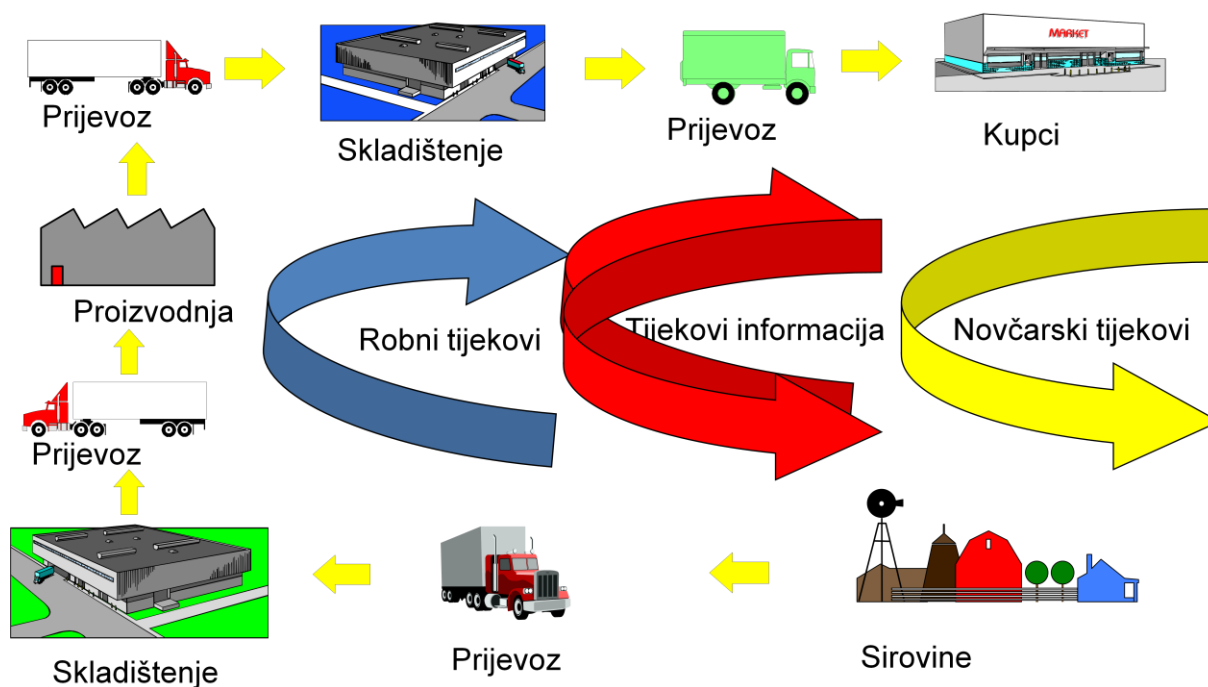 MARKET
Prijevoz
Skladištenje
Prijevoz
Kupci
Proizvodnja
Robni tijekovi
Tijekovi informacija
Novčarski tijekovi
Prijevoz
Skladištenje
Prijevoz
Sirovine